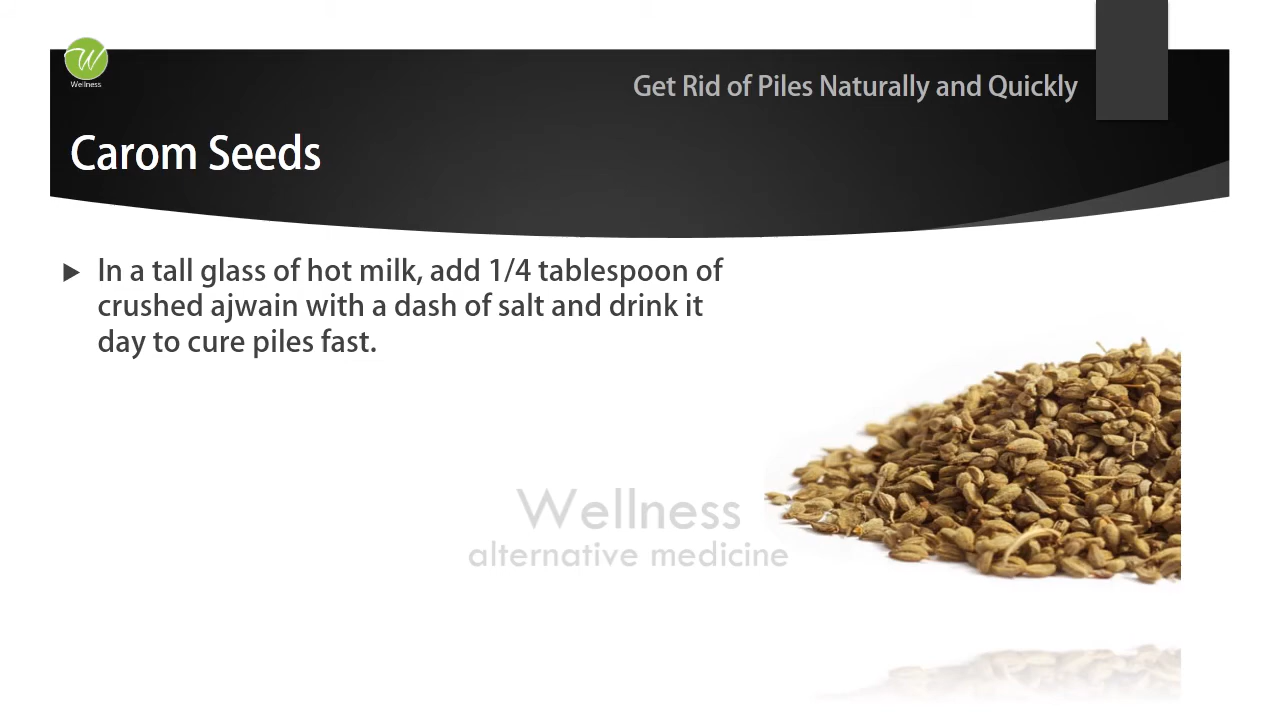 W
Wellness
Get Rid of Piles Naturally and Quickly
Carom Seeds
In a tall glass of hot milk, add 1/4 tablespoon of
crushed ajwain with a dash of salt and drink it
day to cure piles fast.
Wellness
alternative medicine